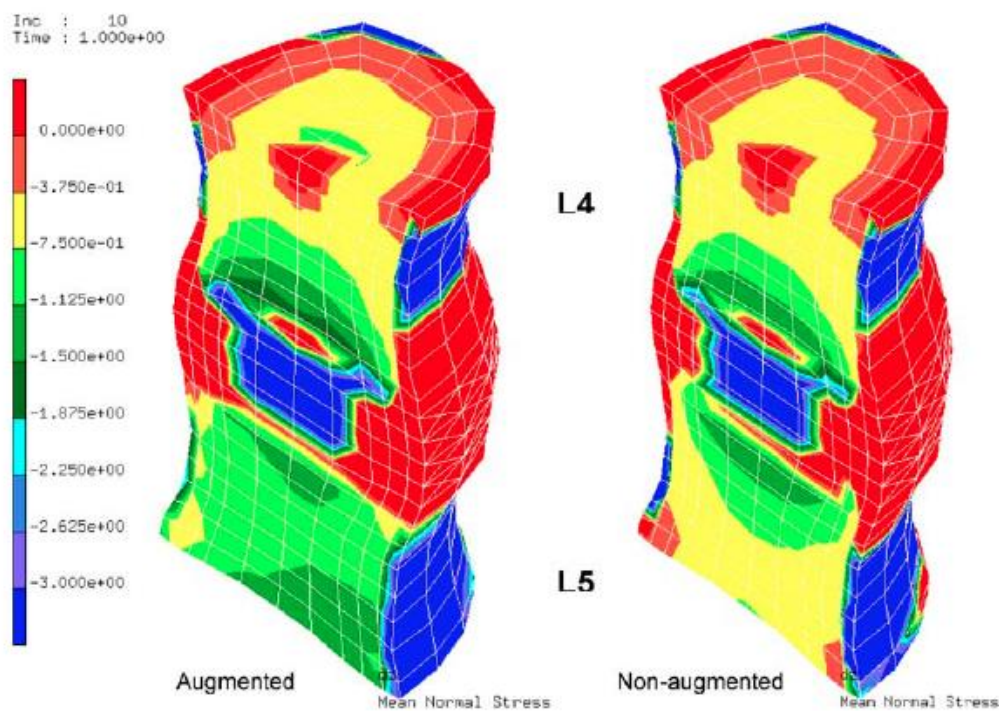 Inc : 10
Time : 1.000e+00
0.000e+00
-3.750e-01
-7.500e-01
-1.125e+00
-1.500e+00
-1.875e+00
-2.250e+00
-2.625e+00
-3.000e+00
L4
L5
Augmented
Non-augmented
Mean Normal Stress
Mean Normal Stress